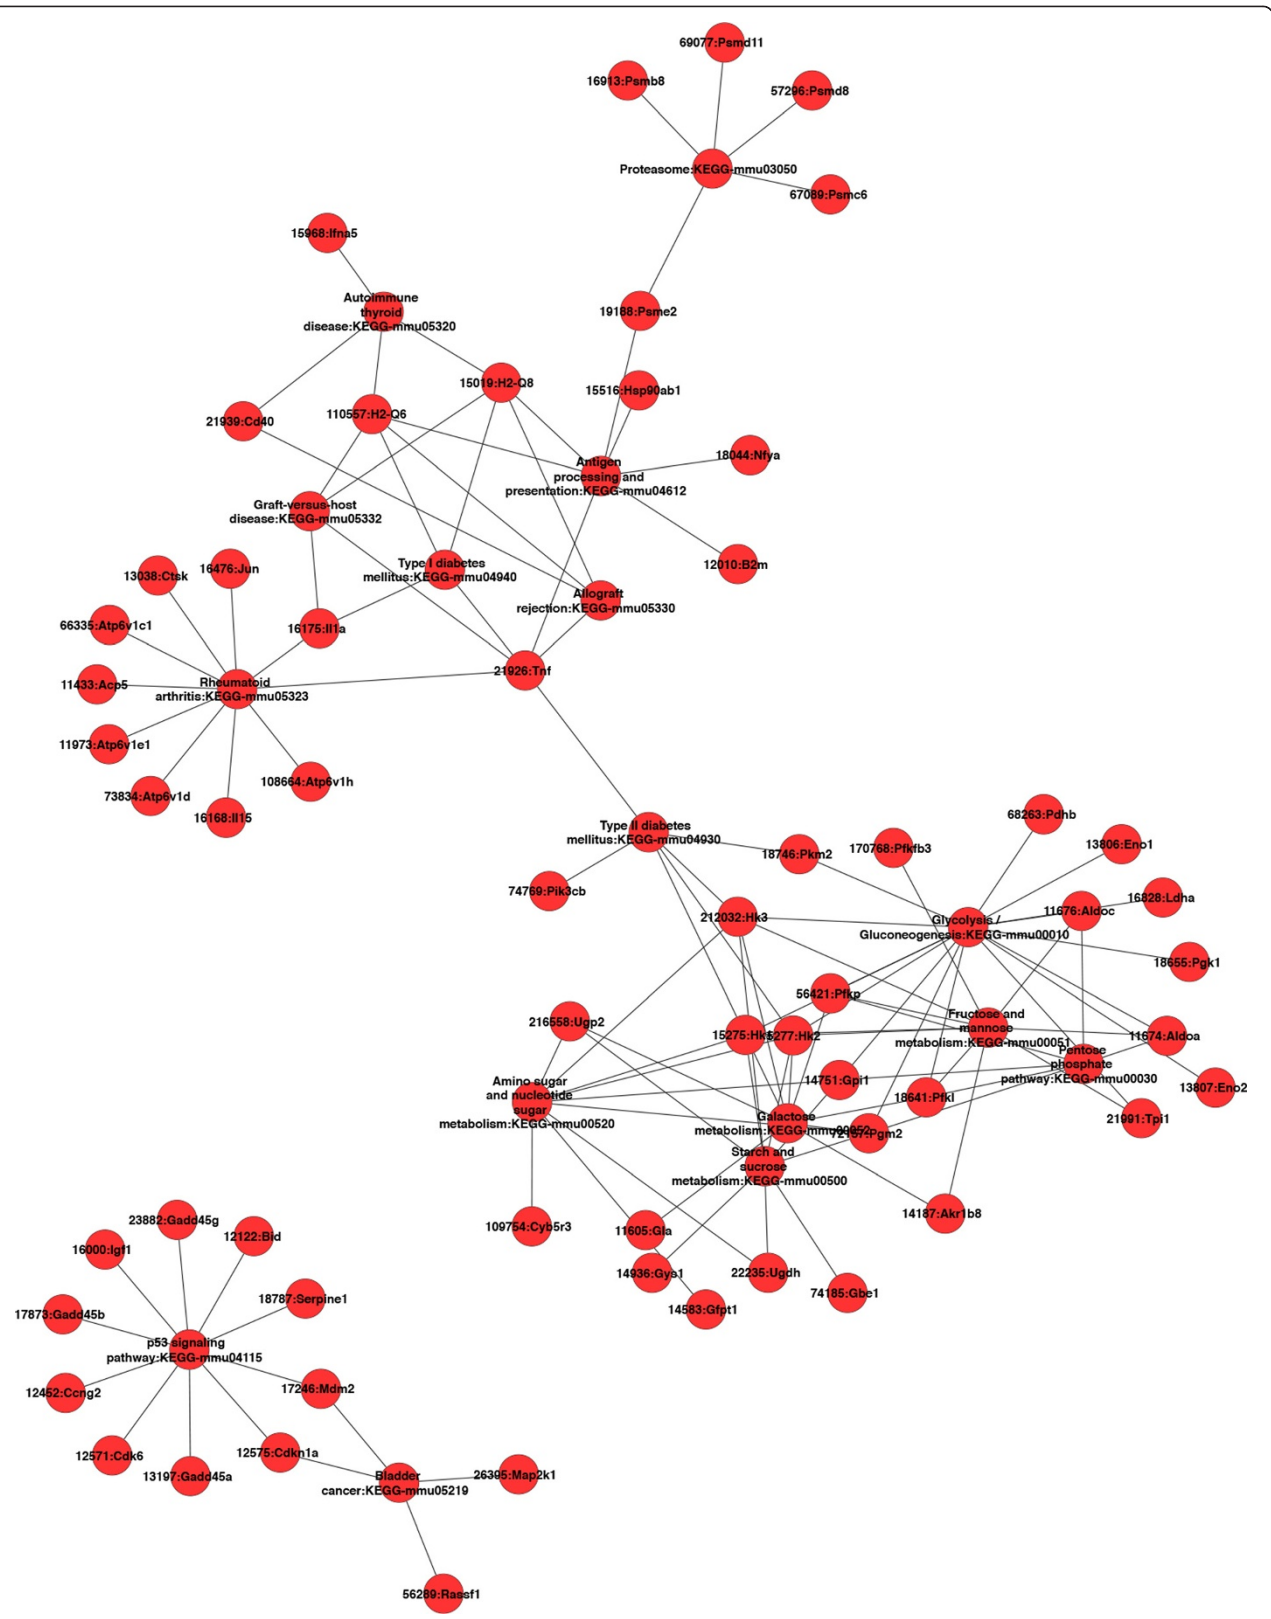 69077:Psmd11
16913:Psmb8
57296:Psmd8
Proteasome:KEGG-mmu03050
67089:Psmc6
15968:Ifna5
Autoimmune
thyroid
disease:KEGG-mmu05320
19188:Psme2
15019:H2-Q8
15516:Hsp90ab1
21939:Cd40
110557:H2-Q6
18044:Nfya
Antigen
processing and
presentation:KEGG-mmu04612
Graft-versus-host
disease:KEGG-mmu05332
12010:B2m
Type I diabetes
mellitus:KEGG-mmu04940
13038:Ctsk
16476:Jun
Allograft
rejection:KEGG-mmu05330
66335:Atp6v1c1
16175:Il1a
21926:Tnf
11433:Acp5
Rheumatoid
arthritis:KEGG-mmu05323
11973:Atp6v1e1
108664:Atp6v1h
73834:Atp6v1d
16168:Il15
Type II diabetes
mellitus:KEGG-mmu04930
68263:Pdhb
13806:Eno1
18746:Pkm2
170768:Pfkfb3
74769:Pik3cb
16828:Ldha
212032:Hk3
11676:Aldoc
Glycolysis /
Gluconeogenesis:KEGG-mmu00010
18655:Pgk1
56421:Pfkp
216558:Ugp2
Fructose and
mannose
metabolism:KEGG-mmu00051
15275:Hk
5277:Hk2
11674:Aldoa
Pentose
phosphate
pathway:KEGG-mmu00030
14751:Gpi1
13807:Eno2
Amino sugar
and nucleotide
sugar
metabolism:KEGG-mmu00520
18641:Pfkl
21991:Tpi1
Galactose
metabolism:KEGG-mmu00052
72157:Pgm2
Starch and
sucrose
metabolism:KEGG-mmu00500
14187:Akr1b8
109754:Cyb5r3
11605:Gla
14936:Gys1
22235:Ugdh
74185:Gbe1
14583:Gfpt1
23882:Gadd45g
12122:Bid
16000:Igf1
18787:Serpine1
17873:Gadd45b
p53 signaling
pathway:KEGG-mmu04115
12452:Ccng2
17246:Mdm2
12571:Cdk6
12575:Cdkn1a
13197:Gadd45a
Bladder
cancer:KEGG-mmu05219
26395:Map2k1
56289:Rassf1